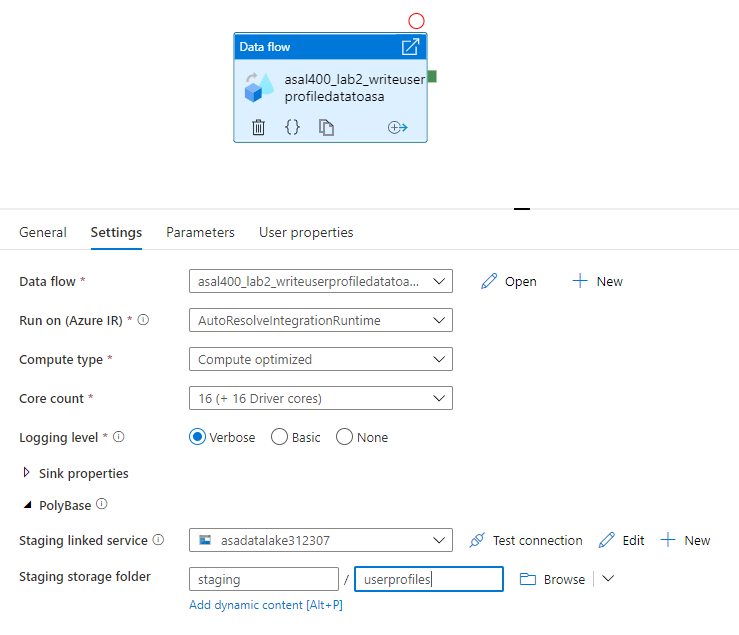 Data flow
asal400_lab2_writeuser
profiledatatoasa
General Settings Parameters User properties
Data flow * asal400_lab2_writeuserprofiledatatoa... Open New
Run on (Azure IR) * AutoResolveIntegrationRuntime
Compute type * Compute optimized
Core count * 16 (+ 16 Driver cores)
Logging level * Verbose Basic None
Sink properties
PolyBase
Staging linked service asadatalake312307 Test connection Edit New
Staging storage folder staging / userprofiles Browse
Add dynamic content [Alt+P]